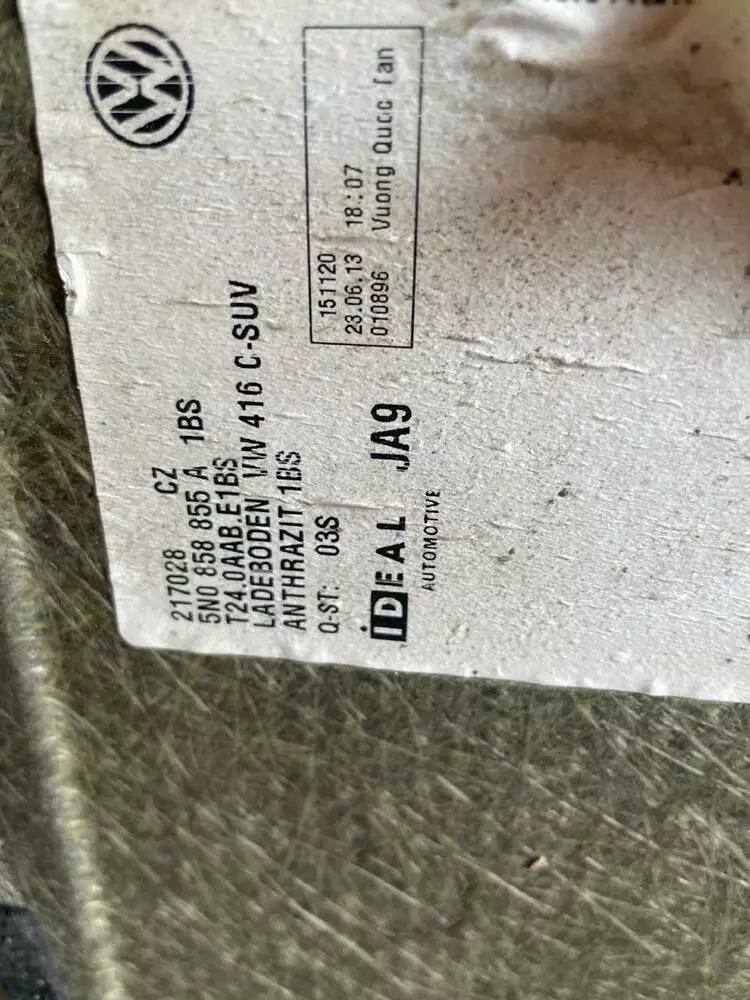 217028 CZ
5N0 858 855 A 1BS
T24.0AAB.E1BS
LADEBODEN VW 416 C-SUV
ANTHRAZIT 1BS
Q-ST: 03S
iDEAL JA9
AUTOMOTIVE
151120
23.06.13 18:07
010896 Vuong Quoc Tan